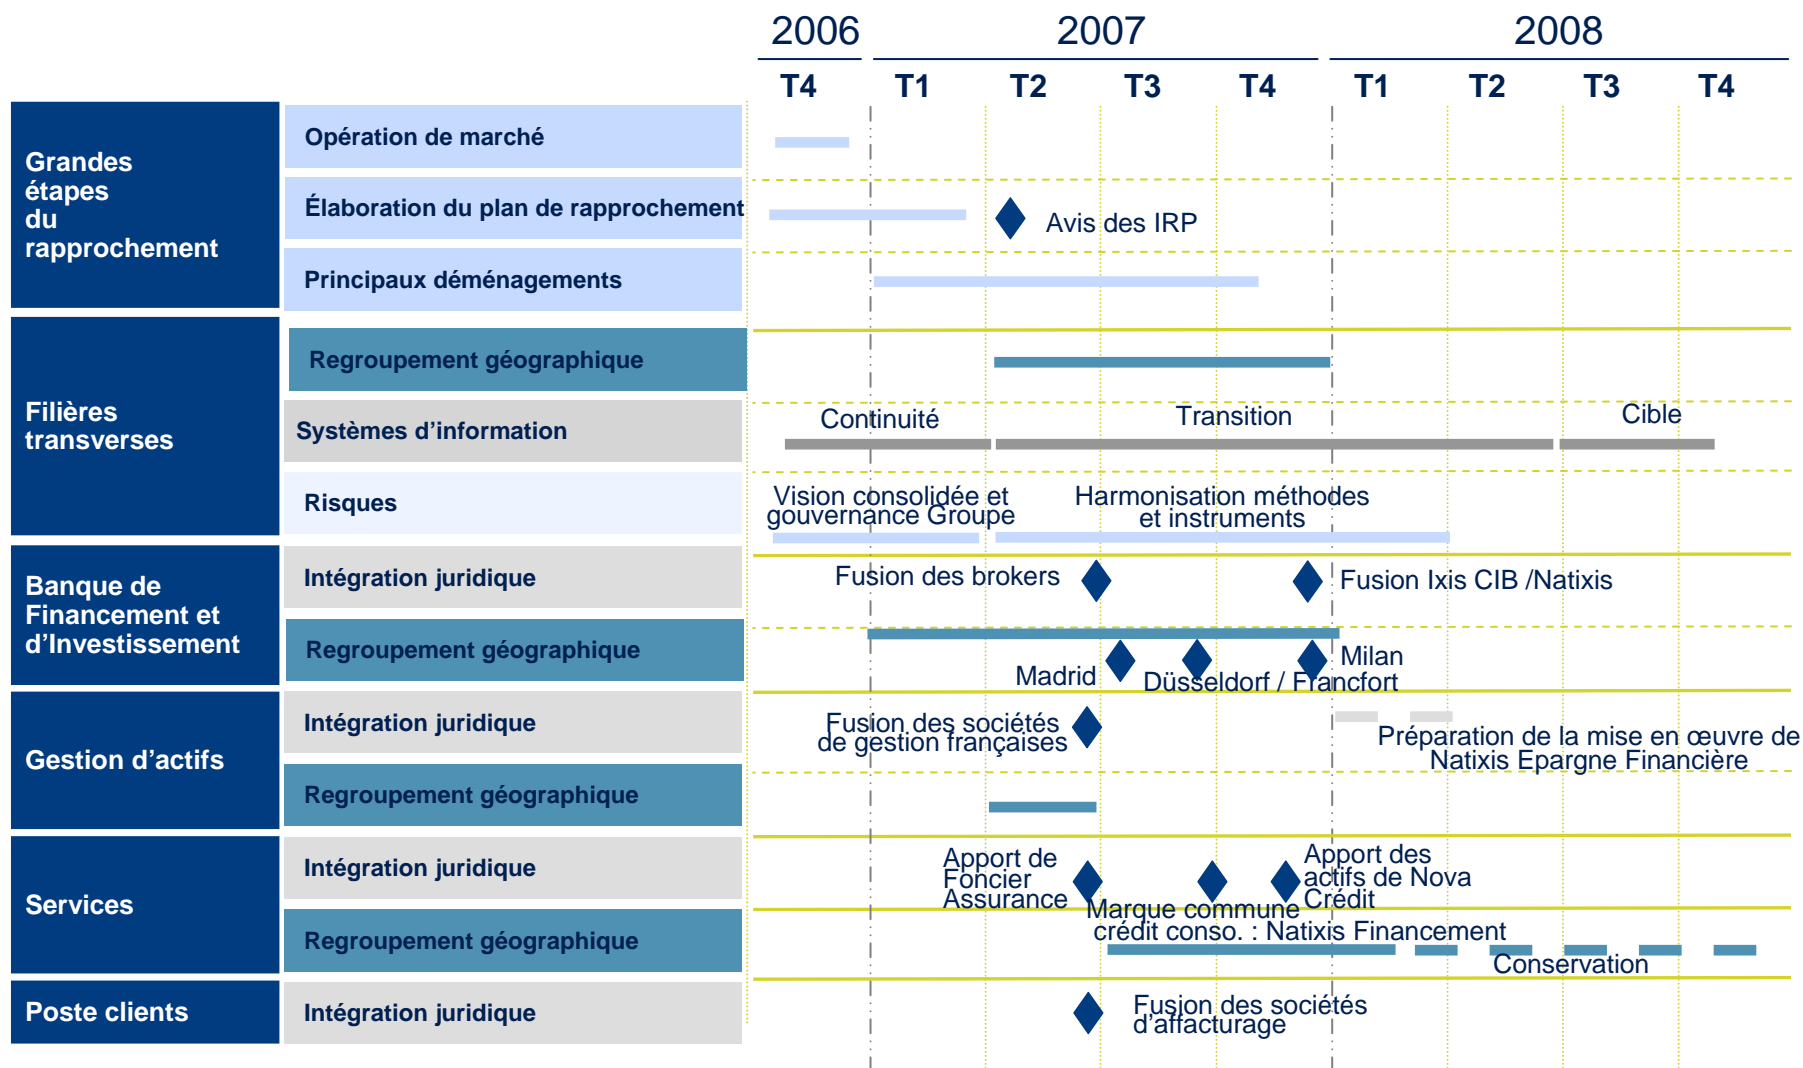 2006 2007 2008
T4 T1 T2 T3 T4 T1 T2 T3 T4
Grandes
étapes
du
rapprochement
Opération de marché
Élaboration du plan de rapprochement
Avis des IRP
Principaux déménagements
Filières
transverses
Regroupement géographique
Systèmes d’information
Continuité
Transition
Cible
Risques
Vision consolidée et
gouvernance Groupe
Harmonisation méthodes
et instruments
Banque de
Financement et
d’Investissement
Intégration juridique
Fusion des brokers
Fusion Ixis CIB /Natixis
Regroupement géographique
Madrid
Düsseldorf / Francfort
Milan
Gestion d’actifs
Intégration juridique
Fusion des sociétés
de gestion françaises
Préparation de la mise en œuvre de
Natixis Epargne Financière
Regroupement géographique
Services
Intégration juridique
Apport de
Foncier
Assurance
Marque commune
crédit conso. : Natixis Financement
Apport des
actifs de Nova
Crédit
Regroupement géographique
Conservation
Poste clients
Intégration juridique
Fusion des sociétés
d’affacturage